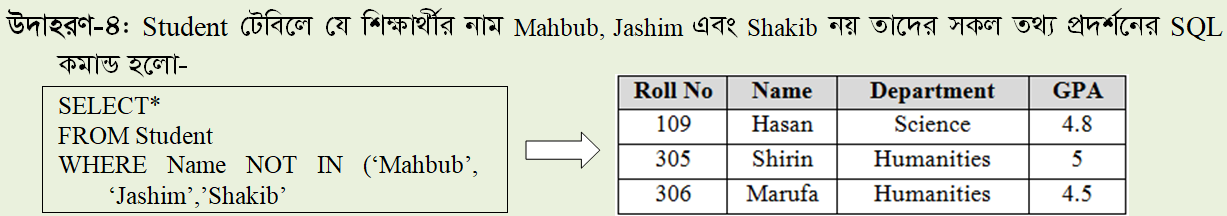 উদাহরণ-৪ঃ Student টেবিলে যে শিক্ষার্থীর নাম Mahbub, Jashim এবং Shakib নয় তাদের সকল তথ্য প্রদর্শনের SQL
কমান্ড হলো-
SELECT*
FROM Student
WHERE Name NOT IN (‘Mahbub’,
‘Jashim’,’Shakib’
Roll No Name Department GPA
109 Hasan Science 4.8
305 Shirin Humanities 5
306 Marufa Humanities 4.5